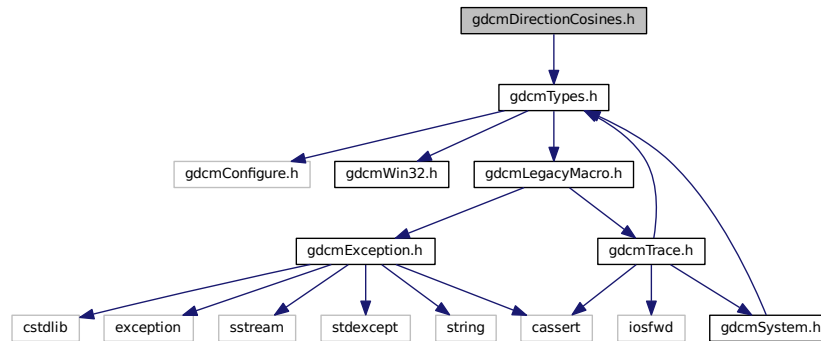 gdcmDirectionCosines.h
gdcmTypes.h
gdcmConfigure.h
gdcmWin32.h
gdcmLegacyMacro.h
gdcmException.h
gdcmTrace.h
cstdlib
exception
sstream
stdexcept
string
cassert
iosfwd
gdcmSystem.h